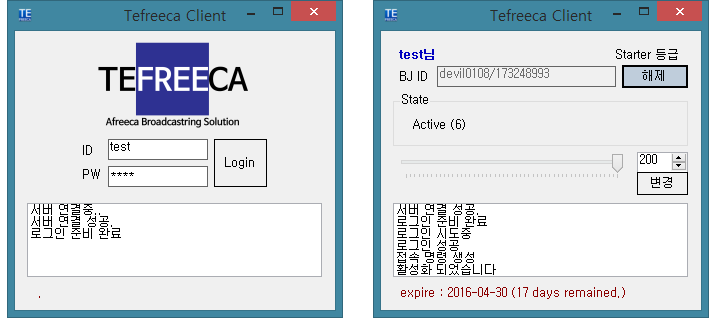 TE Tefreeca Client
TEFREECA
Afreeca Broadcastring Solution
ID test
PW ****
Login
서버 연결중..
서버 연결 성공.
로그인 준비 완료
.
TE Tefreeca Client
test님 Starter 등급
BJ ID devil0108/173248993 해제
State
Active (6)
200
변경
서버 연결 성공.
로그인 준비 완료
로그인 시도중
로그인 성공
접속 명령 생성
활성화 되었습니다
expire : 2016-04-30 (17 days remained.)